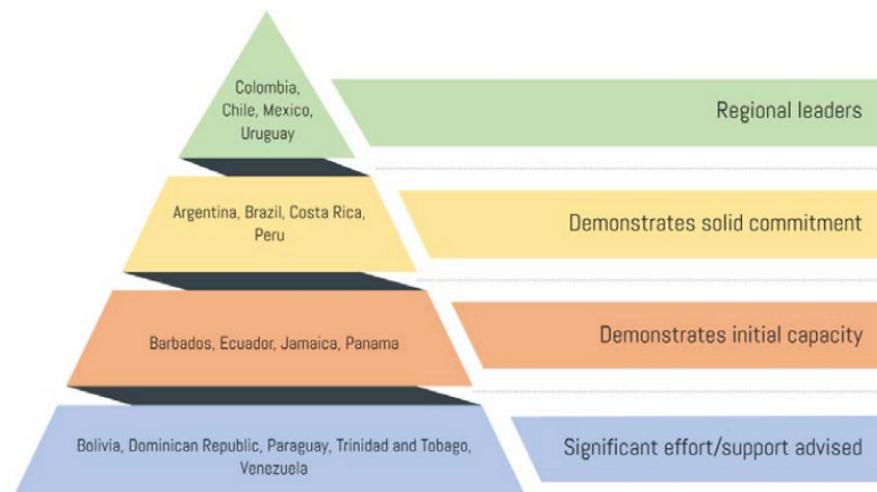 Colombia,
Chile, Mexico,
Uruguay
Regional leaders
Argentina, Brazil, Costa Rica,
Peru
Demonstrates solid commitment
Barbados, Ecuador, Jamaica, Panama
Demonstrates initial capacity
Bolivia, Dominican Republic, Paraguay, Trinidad and Tobago,
Venezuela
Significant effort/support advised